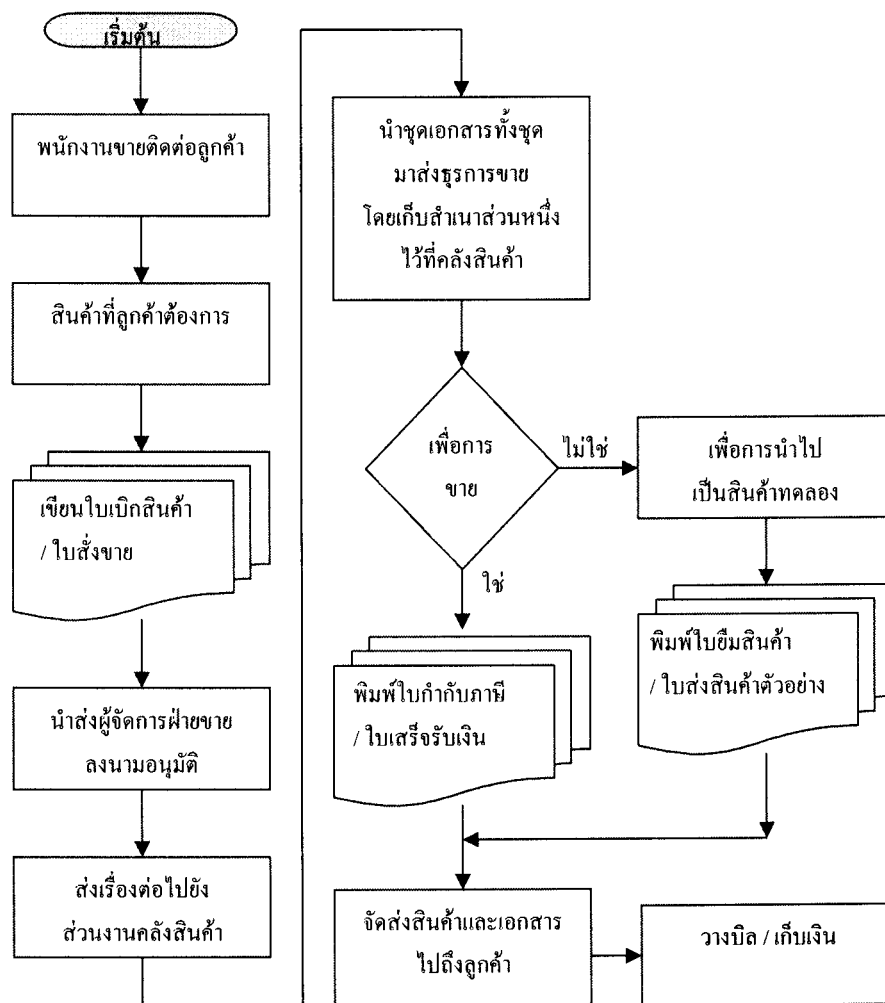 เริ่มต้น
พนักงานขายติดต่อลูกค้า
สินค้าที่ลูกค้าต้องการ
เขียนใบเบิกสินค้า
/ ใบสั่งขาย
นำส่งผู้จัดการฝ่ายขาย
ลงนามอนุมัติ
ส่งเรื่องต่อไปยัง
ส่วนงานคลังสินค้า
นำชุดเอกสารทั้งชุด
มาส่งธุรการขาย
โดยเก็บสำเนาส่วนหนึ่ง
ไว้ที่คลังสินค้า
เพื่อการ
ขาย
ไม่ใช่
เพื่อการนำไป
เป็นสินค้าทดลอง
ใช่
พิมพ์ใบยืมสินค้า
/ ใบส่งสินค้าตัวอย่าง
พิมพ์ใบกำกับภาษี
/ ใบเสร็จรับเงิน
จัดส่งสินค้าและเอกสาร
ไปถึงลูกค้า
วางบิล / เก็บเงิน